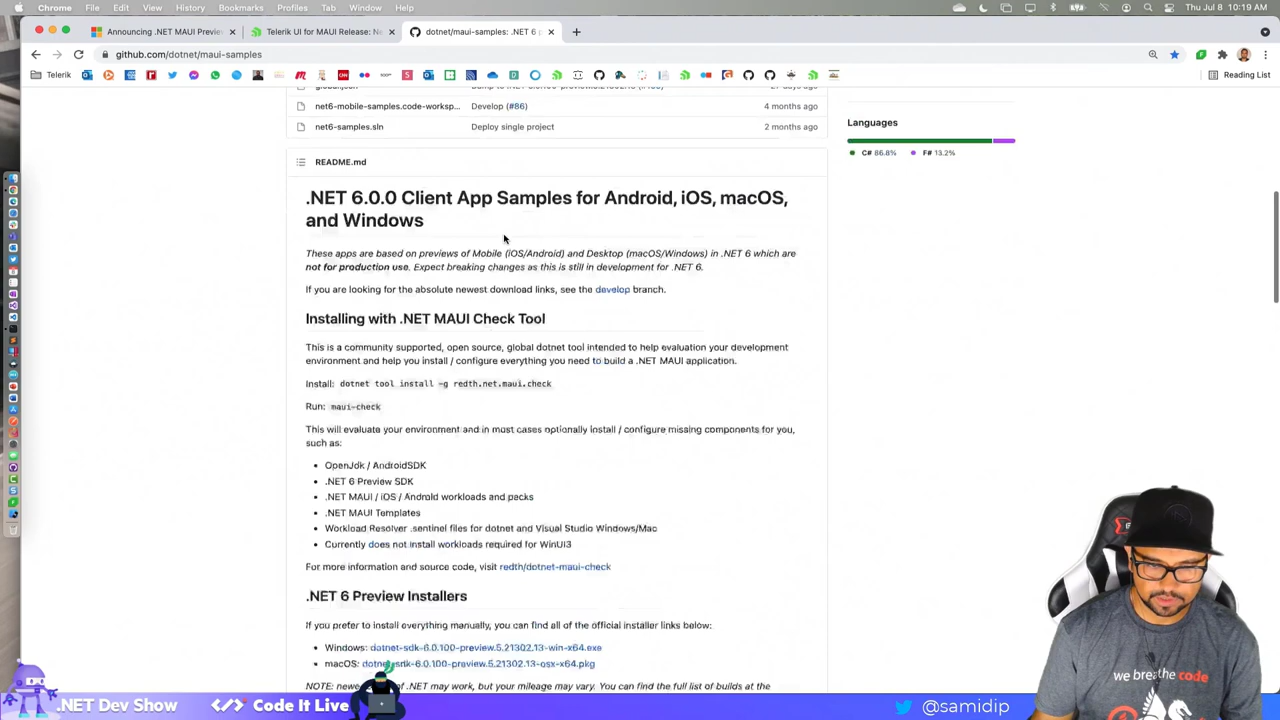 Chrome File Edit View History Bookmarks Profiles Tab Window Help
Thu Jul 8 10:19 AM
Announcing .NET MAUI Previe
Telerik UI for MAUI Release: Ne
dotnet/maui-samples: .NET 6
github.com/dotnet/maui-samples
Telerik
Reading List
net6-mobile-samples.code-worksp... Develop (#86) 4 months ago
net6-samples.sln Deploy single project 2 months ago
Languages
C# 86.8% F# 13.2%
README.md
.NET 6.0.0 Client App Samples for Android, iOS, macOS,
and Windows
These apps are based on previews of Mobile (iOS/Android) and Desktop (macOS/Windows) in .NET 6 which are
not for production use. Expect breaking changes as this is still in development for .NET 6.
If you are looking for the absolute newest download links, see the develop branch.
Installing with .NET MAUI Check Tool
This is a community supported, open source, global dotnet tool intended to help evaluation your development
environment and help you install / configure everything you need to build a .NET MAUI application.
Install: dotnet tool install -g redth.net.maui.check
Run: maui-check
This will evaluate your environment and in most cases optionally install / configure missing components for you,
such as:
OpenJdk / AndroidSDK
.NET 6 Preview SDK
.NET MAUI / iOS / Android workloads and packs
.NET MAUI Templates
Workload Resolver .sentinel files for dotnet and Visual Studio Windows/Mac
Currently does not install workloads required for WinUI3
For more information and source code, visit redth/dotnet-maui-check
.NET 6 Preview Installers
If you prefer to install everything manually, you can find all of the official installer links below:
Windows: dotnet-sdk-6.0.100-preview.5.21302.13-win-x64.exe
macOS: dotnet-sdk-6.0.100-preview.5.21302.13-osx-x64.pkg
of .NET may work, but your mileage may vary. You can find the full list of builds at the
we breathe code
.NET Dev Show
Code It Live
@samidip